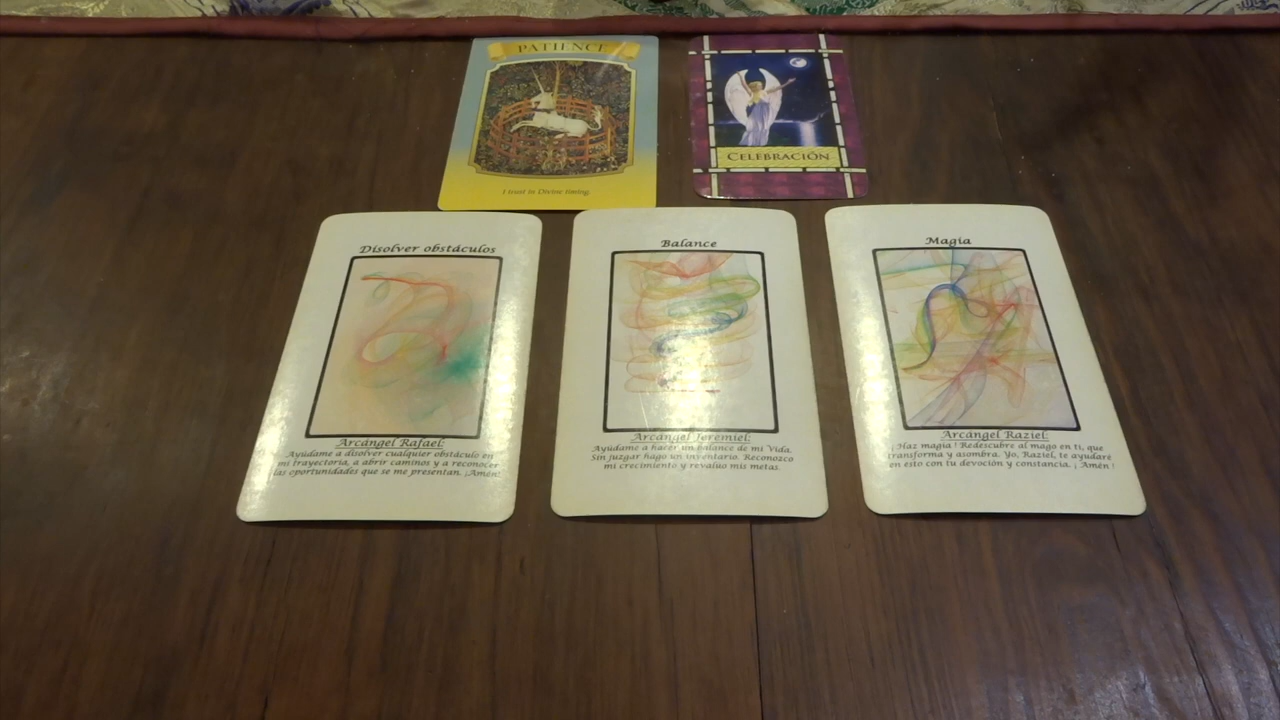 PATIENCE
I trust in Divine timing.
CELEBRACIÓN
Disolver obstáculos
Arcángel Rafael:
Ayúdame a disolver cualquier obstáculo en
mi trayectoria, a abrir caminos y a reconocer
las oportunidades que se me presentan. ¡Amén!
Balance
Arcángel Jeremiel:
Ayúdame a hacer un balance de mi Vida.
Sin juzgar hago un inventario. Reconozco
mi crecimiento y revalúo mis metas.
Magia
Arcángel Raziel:
¡Haz magia! Redescubre al mago en ti, que
transforma y asombra. Yo, Raziel, te ayudaré
en esto con tu devoción y constancia. ¡Amén!